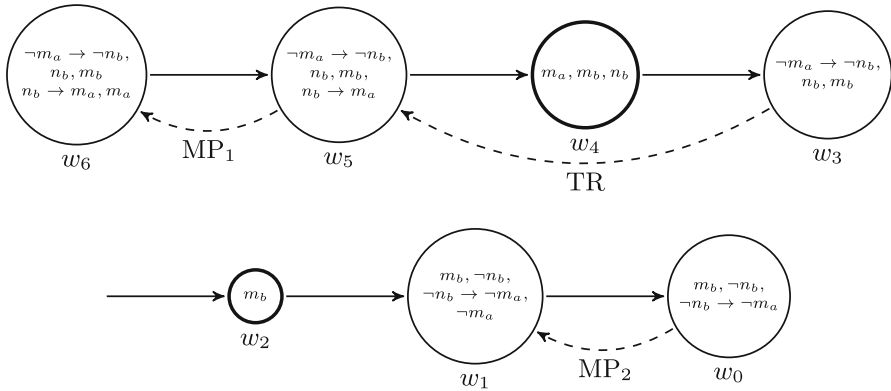 ¬m_a → ¬n_b,
n_b, m_b
n_b → m_a, m_a
w_6
MP_1
¬m_a → ¬n_b,
n_b, m_b,
n_b → m_a
w_5
m_a, m_b, n_b
w_4
TR
¬m_a → ¬n_b,
n_b, m_b
w_3
m_b
w_2
m_b, ¬n_b,
¬n_b → ¬m_a,
¬m_a
w_1
MP_2
m_b, ¬n_b,
¬n_b → ¬m_a
w_0